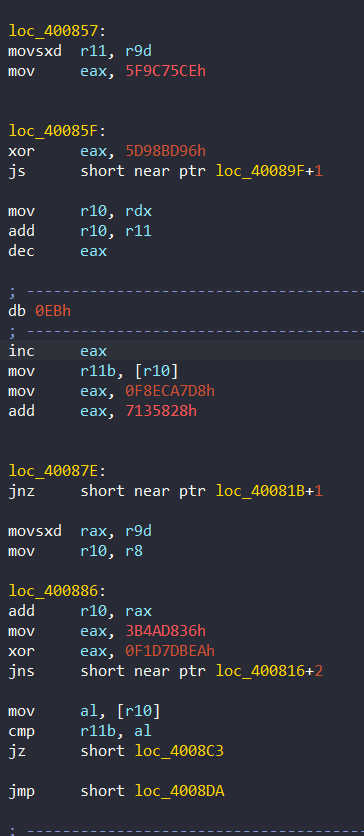 loc_400857:
movsxd r11, r9d
mov eax, 5F9C75CEh
loc_40085F:
xor eax, 5D98BD96h
js short near ptr loc_40089F+1
mov r10, rdx
add r10, r11
dec eax
; ------------------------------------
db 0EBh
; ------------------------------------
inc eax
mov r11b, [r10]
mov eax, 0F8ECA7D8h
add eax, 7135828h
loc_40087E:
jnz short near ptr loc_40081B+1
movsxd rax, r9d
mov r10, r8
loc_400886:
add r10, rax
mov eax, 3B4AD836h
xor eax, 0F1D7DBEAh
jns short near ptr loc_400816+2
mov al, [r10]
cmp r11b, al
jz short loc_4008C3
jmp short loc_4008DA
; ------------------------------------